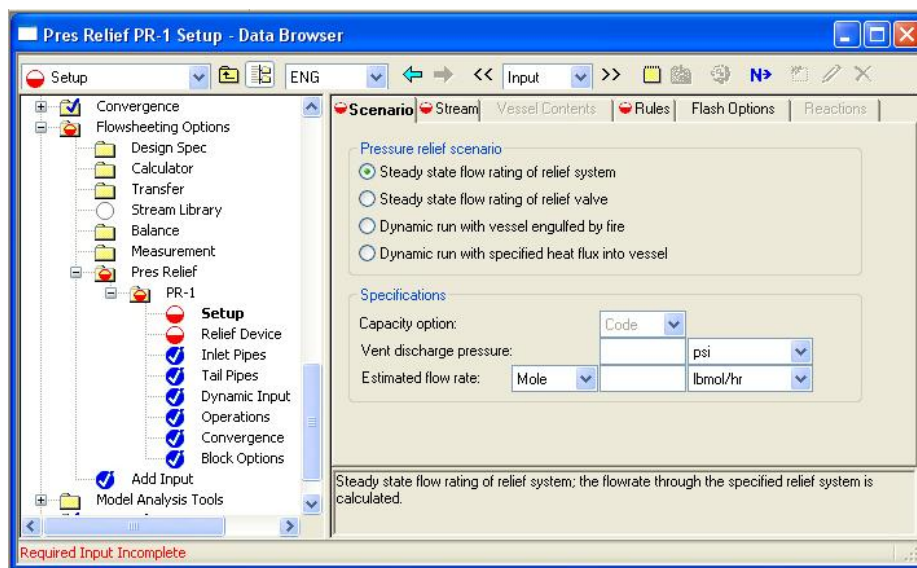 Pres Relief PR-1 Setup - Data Browser
Setup ENG << Input >> N>
Convergence
Flowsheeting Options
Design Spec
Calculator
Transfer
Stream Library
Balance
Measurement
Pres Relief
PR-1
Setup
Relief Device
Inlet Pipes
Tail Pipes
Dynamic Input
Operations
Convergence
Block Options
Add Input
Model Analysis Tools
Scenario Stream Vessel Contents Rules Flash Options Reactions
Pressure relief scenario
Steady state flow rating of relief system
Steady state flow rating of relief valve
Dynamic run with vessel engulfed by fire
Dynamic run with specified heat flux into vessel
Specifications
Capacity option: Code
Vent discharge pressure: psi
Estimated flow rate: Mole lbmol/hr
Steady state flow rating of relief system; the flowrate through the specified relief system is
calculated.
Required Input Incomplete